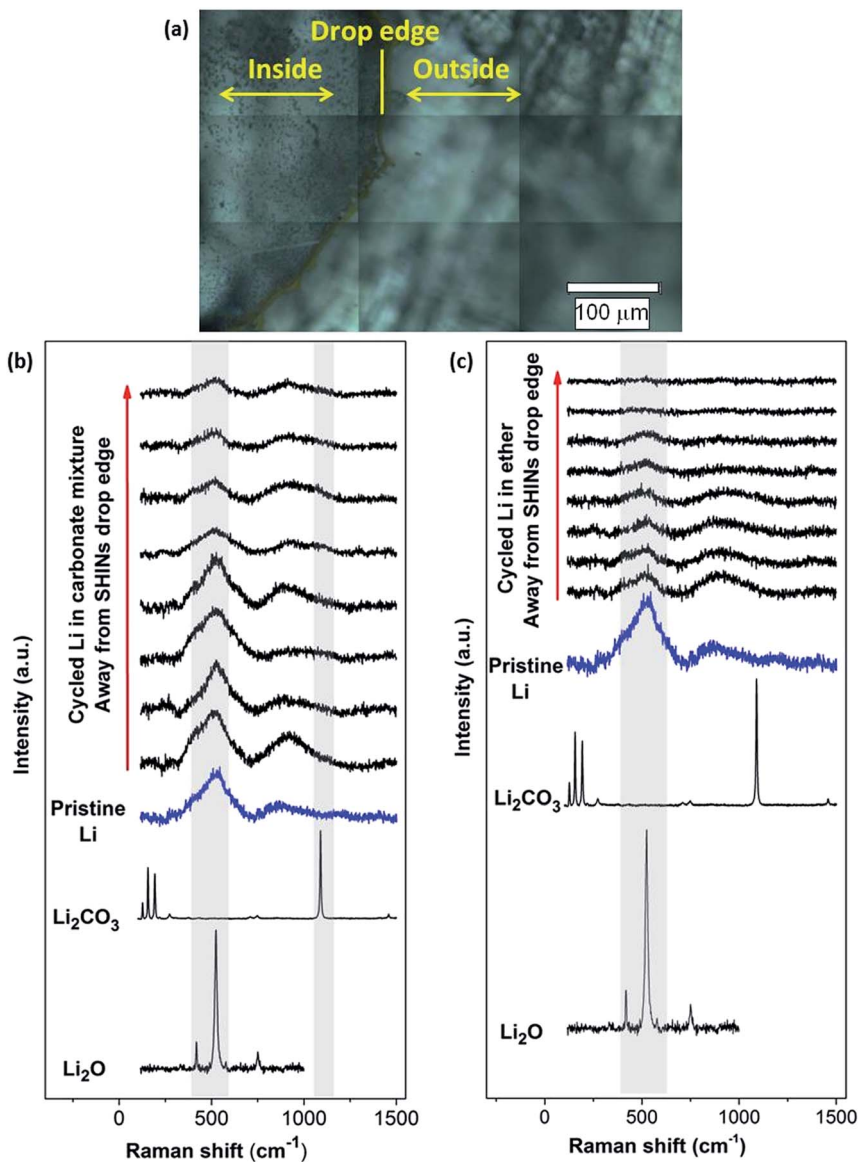 (a)
Drop edge
Inside
Outside
100 μm
(b)
Cycled Li in carbonate mixture
Away from SHINs drop edge
Intensity (a.u.)
Pristine
Li
Li₂CO₃
Li₂O
0
500
1000
1500
Raman shift (cm⁻¹)
(c)
Cycled Li in ether
Away from SHINs drop edge
Intensity (a.u.)
Pristine
Li
Li₂CO₃
Li₂O
0
500
1000
1500
Raman shift (cm⁻¹)